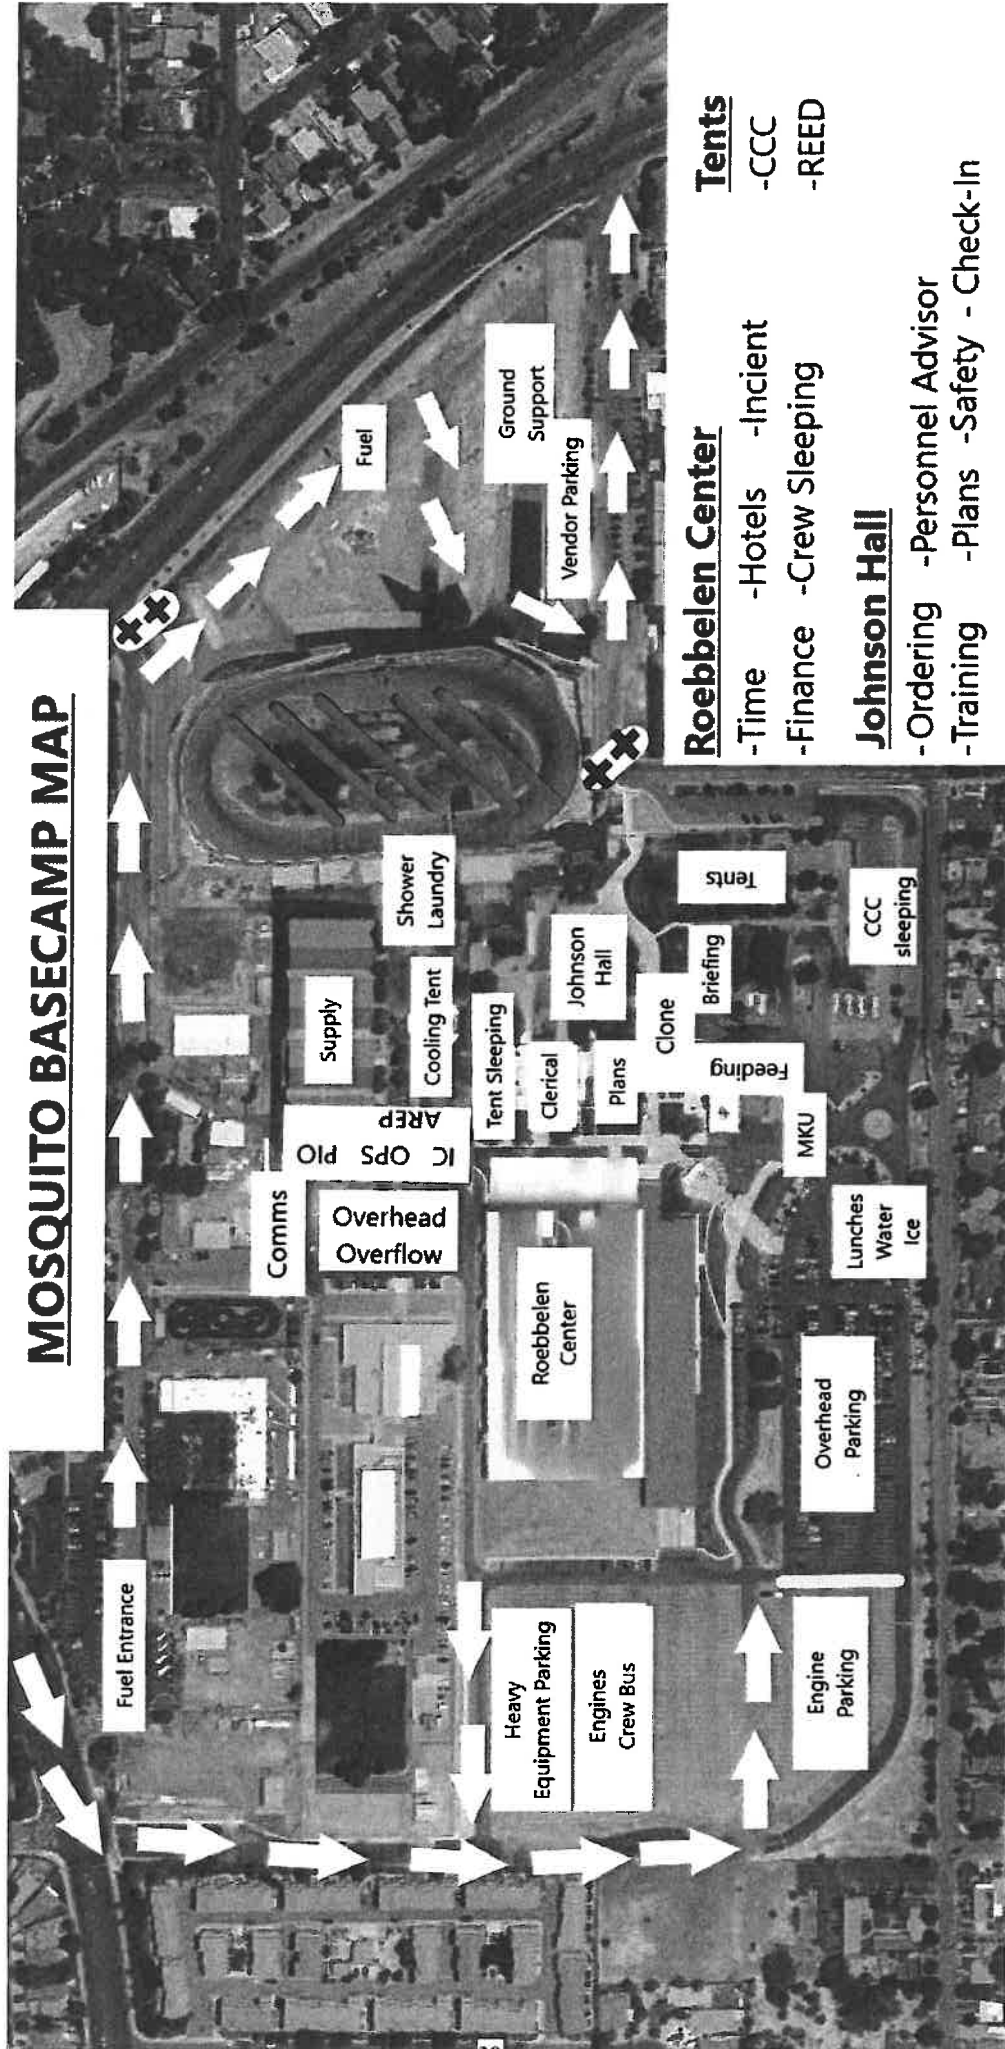 MOSQUITO BASECAMP MAP
Fuel Entrance
Comms
IC OPS PIO
AREP
Overhead
Overflow
Supply
Cooling Tent
Shower
Laundry
Fuel
Ground
Support
Vendor Parking
Tent Sleeping
Clerical
Plans
Johnson
Hall
Clone
Briefing
Feeding
Tents
CCC
sleeping
MKU
Lunches
Water
Ice
Roebbelen
Center
Overhead
Parking
Heavy
Equipment Parking
Engines
Crew Bus
Engine
Parking
Roebbelen Center
-Time -Hotels -Incient
-Finance -Crew Sleeping
Tents
-CCC
-REED
Johnson Hall
- Ordering -Personnel Advisor
-Training -Plans -Safety - Check-In